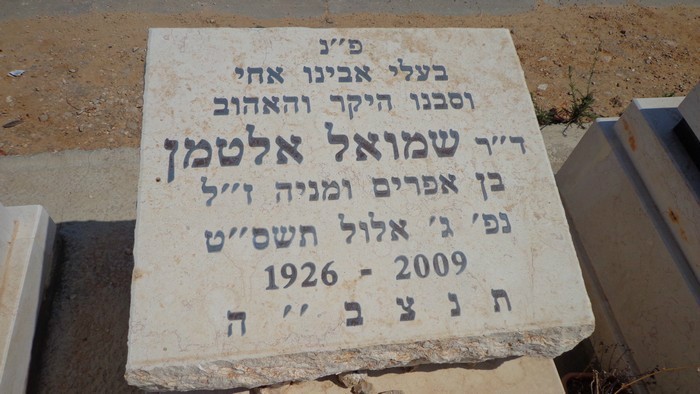 פ״נ
בעלי אבינו אחי
וסבנו היקר והאהוב
ד״ר שמואל אלטמן
בן אפרים ומניה ז״ל
נפ׳ ג׳ אלול תשס״ט
1926 - 2009
ת נ צ ב ״ ה